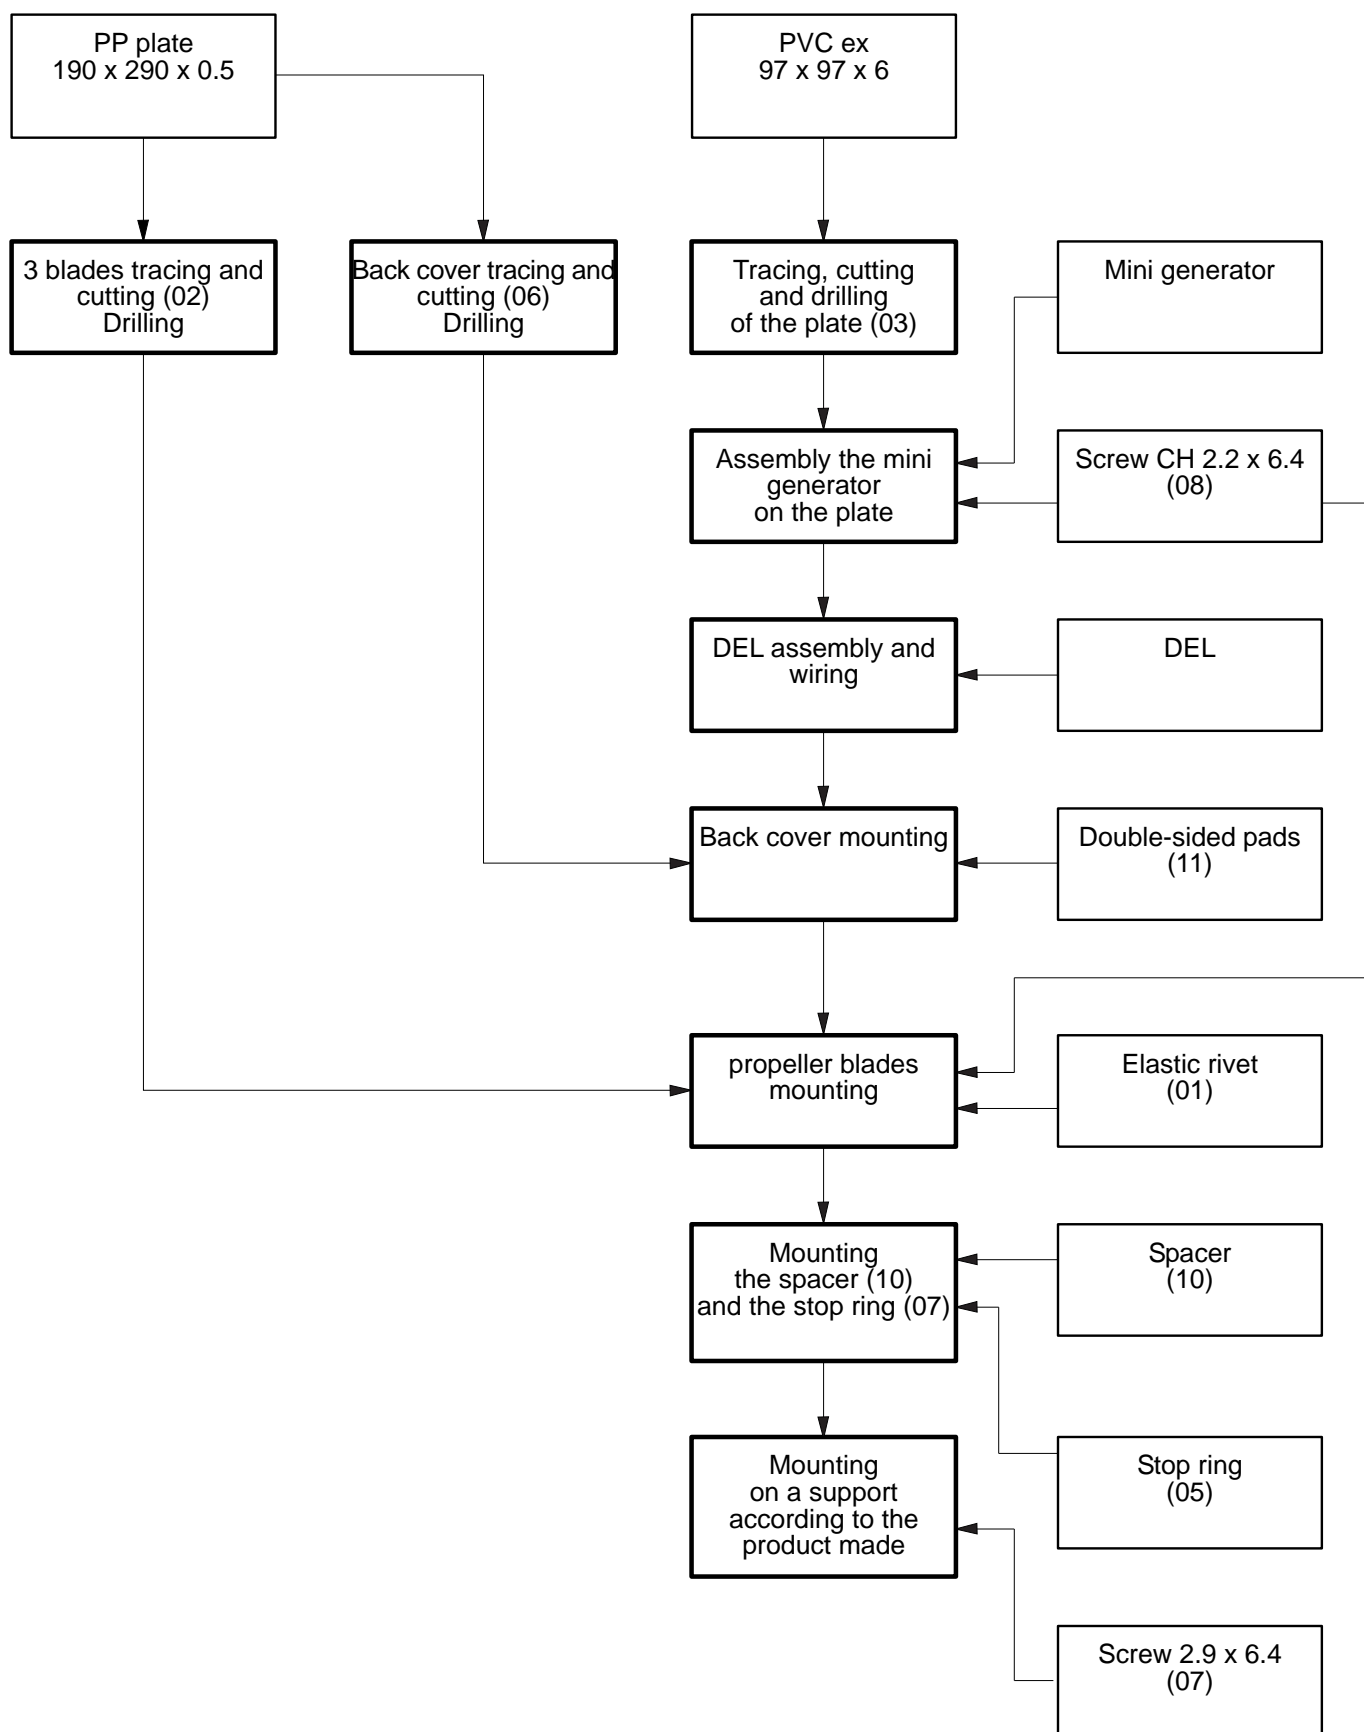 PP plate
190 x 290 x 0.5
PVC ex
97 x 97 x 6
3 blades tracing and
cutting (02)
Drilling
Back cover tracing and
cutting (06)
Drilling
Tracing, cutting
and drilling
of the plate (03)
Mini generator
Assembly the mini
generator
on the plate
Screw CH 2.2 x 6.4
(08)
DEL assembly and
wiring
DEL
Back cover mounting
Double-sided pads
(11)
propeller blades
mounting
Elastic rivet
(01)
Mounting
the spacer (10)
and the stop ring (07)
Spacer
(10)
Mounting
on a support
according to the
product made
Stop ring
(05)
Screw 2.9 x 6.4
(07)